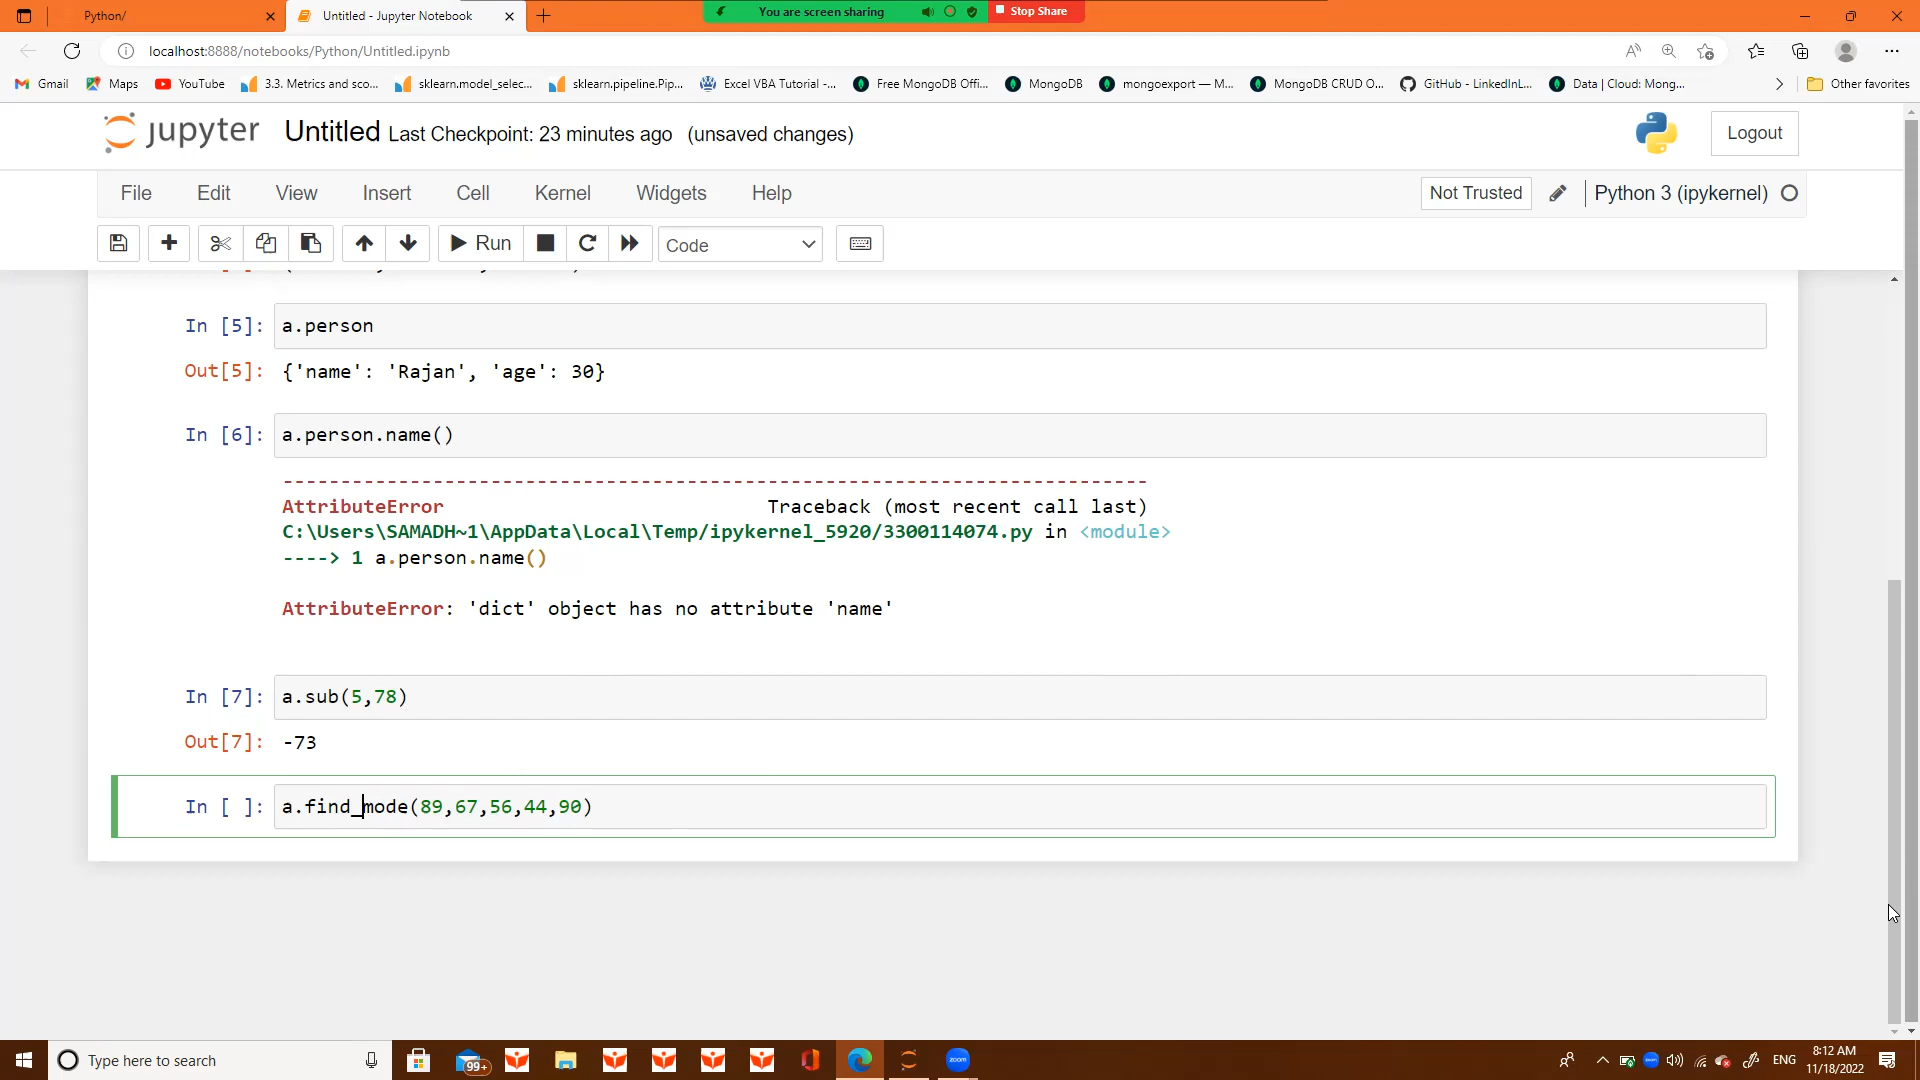 Python/
Untitled - Jupyter Notebook
You are screen sharing
Stop Share
localhost:8888/notebooks/Python/Untitled.ipynb
Gmail
Maps
YouTube
3.3. Metrics and sco...
sklearn.model_selec...
sklearn.pipeline.Pip...
Excel VBA Tutorial -...
Free MongoDB Offi...
MongoDB
mongoexport — M...
MongoDB CRUD O...
GitHub - LinkedInL...
Data | Cloud: Mong...
Other favorites
jupyter Untitled Last Checkpoint: 23 minutes ago (unsaved changes)
Logout
File Edit View Insert Cell Kernel Widgets Help
Not Trusted
Python 3 (ipykernel)
Run
Code
In [5]: a.person
Out[5]: {'name': 'Rajan', 'age': 30}
In [6]: a.person.name()
---------------------------------------------------------------------------
AttributeError Traceback (most recent call last)
C:\Users\SAMADH~1\AppData\Local\Temp/ipykernel_5920/3300114074.py in <module>
----> 1 a.person.name()
AttributeError: 'dict' object has no attribute 'name'
In [7]: a.sub(5,78)
Out[7]: -73
In [ ]: a.find_mode(89,67,56,44,90)
Type here to search
99+
zoom
ENG
8:12 AM
11/18/2022